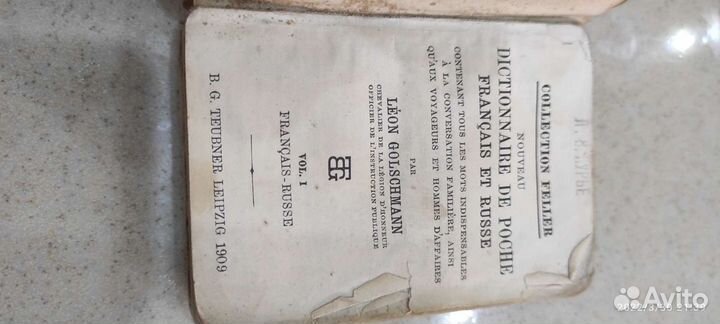 COLLECTION FELLER
NOUVEAU
DICTIONNAIRE DE POCHE
FRANÇAIS ET RUSSE
CONTENANT TOUS LES MOTS INDISPENSABLES
À LA CONVERSATION FAMILIÈRE, AINSI
QU'AUX VOYAGEURS ET HOMMES D'AFFAIRES
PAR
LÉON GOLSCHMANN
CHEVALIER DE LA LÉGION D'HONNEUR
OFFICIER DE L'INSTRUCTION PUBLIQUE
VOL. I
FRANÇAIS-RUSSE
B. G. TEUBNER LEIPZIG 1909
Avito